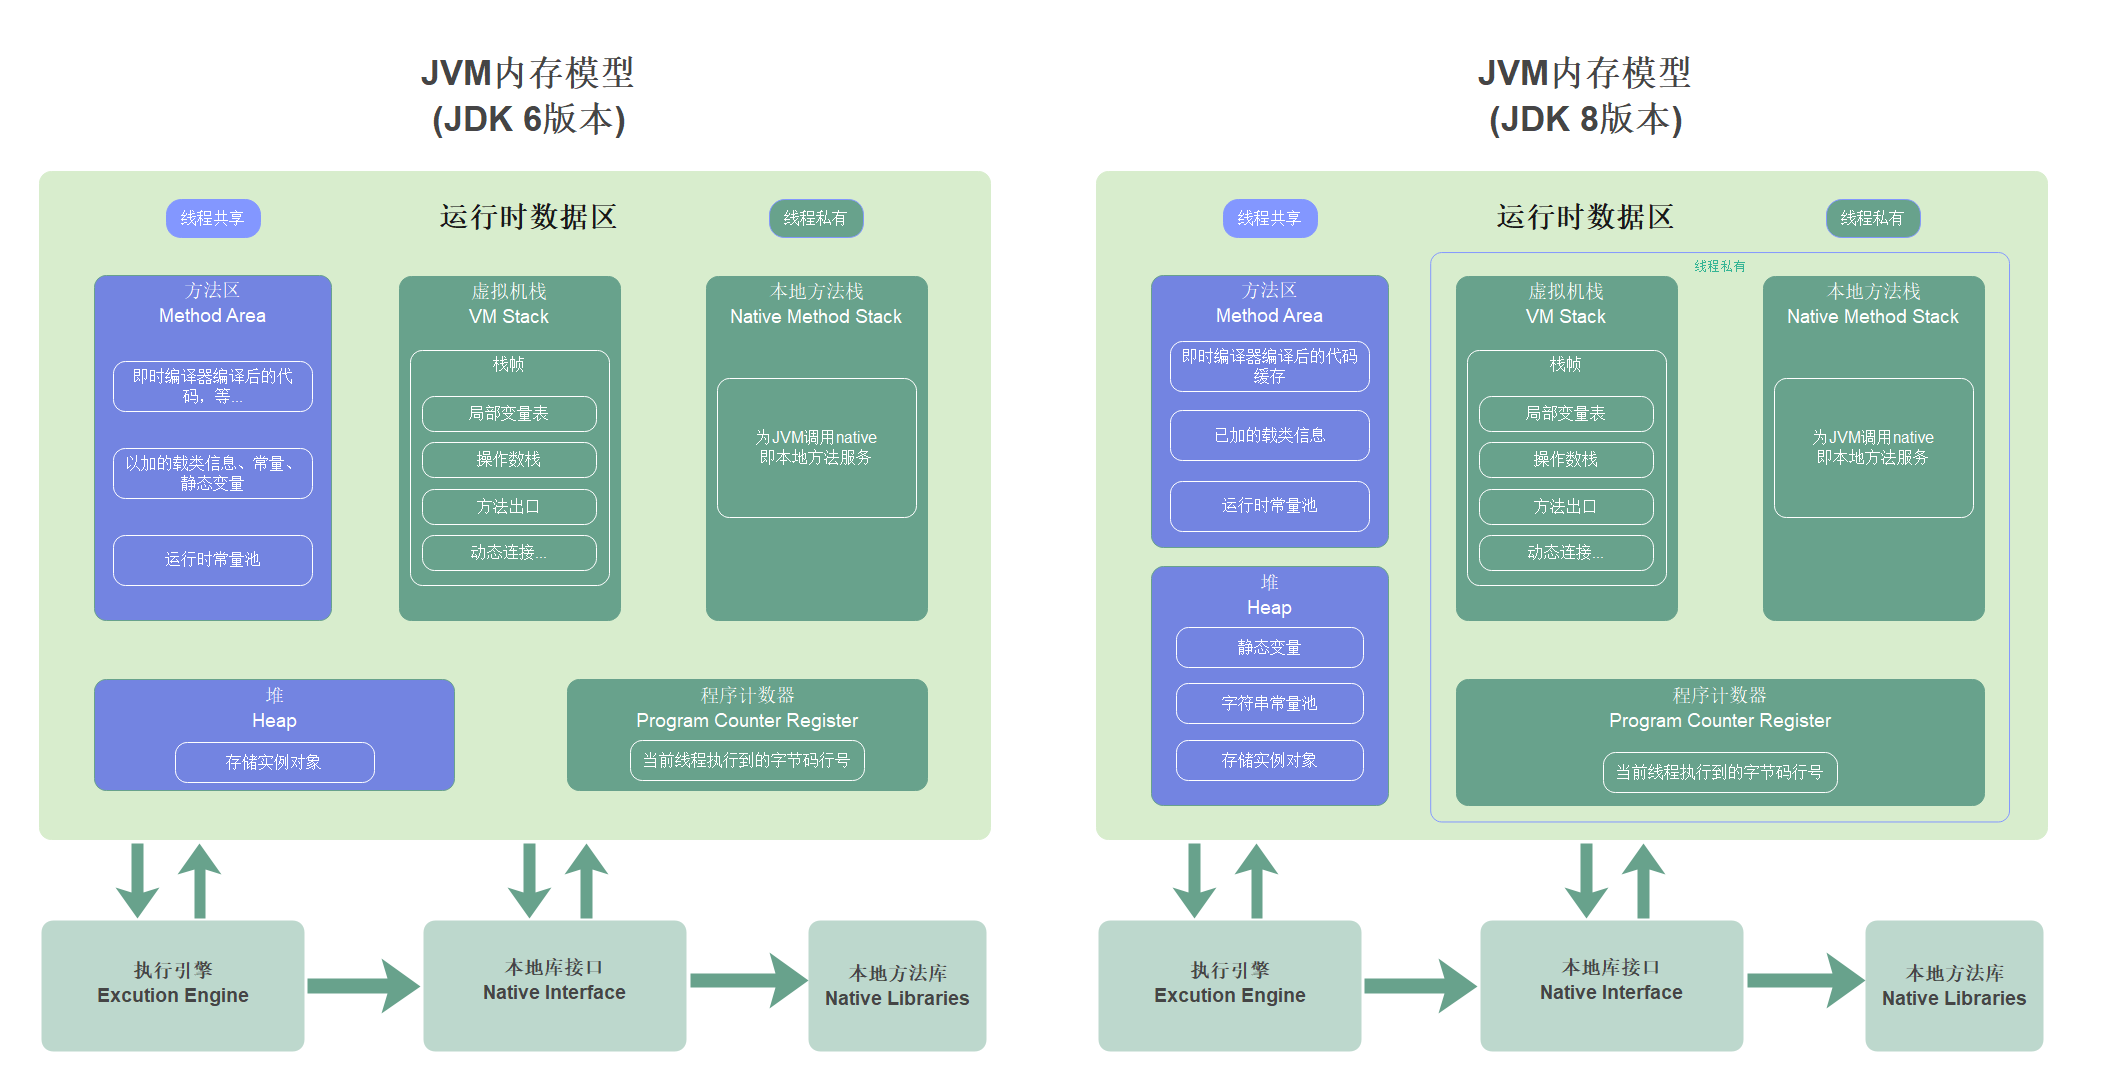 JVM内存模型
(JDK 6版本)
线程共享
运行时数据区
线程私有
方法区
Method Area
即时编译器编译后的代
码，等...
以加的载类信息、常量、
静态变量
运行时常量池
虚拟机栈
VM Stack
栈帧
局部变量表
操作数栈
方法出口
动态连接...
本地方法栈
Native Method Stack
为JVM调用native
即本地方法服务
堆
Heap
存储实例对象
程序计数器
Program Counter Register
当前线程执行到的字节码行号
执行引擎
Excution Engine
本地库接口
Native Interface
本地方法库
Native Libraries
JVM内存模型
(JDK 8版本)
线程共享
运行时数据区
线程私有
线程私有
方法区
Method Area
即时编译器编译后的代码
缓存
已加的载类信息
运行时常量池
堆
Heap
静态变量
字符串常量池
存储实例对象
虚拟机栈
VM Stack
栈帧
局部变量表
操作数栈
方法出口
动态连接...
本地方法栈
Native Method Stack
为JVM调用native
即本地方法服务
程序计数器
Program Counter Register
当前线程执行到的字节码行号
执行引擎
Excution Engine
本地库接口
Native Interface
本地方法库
Native Libraries